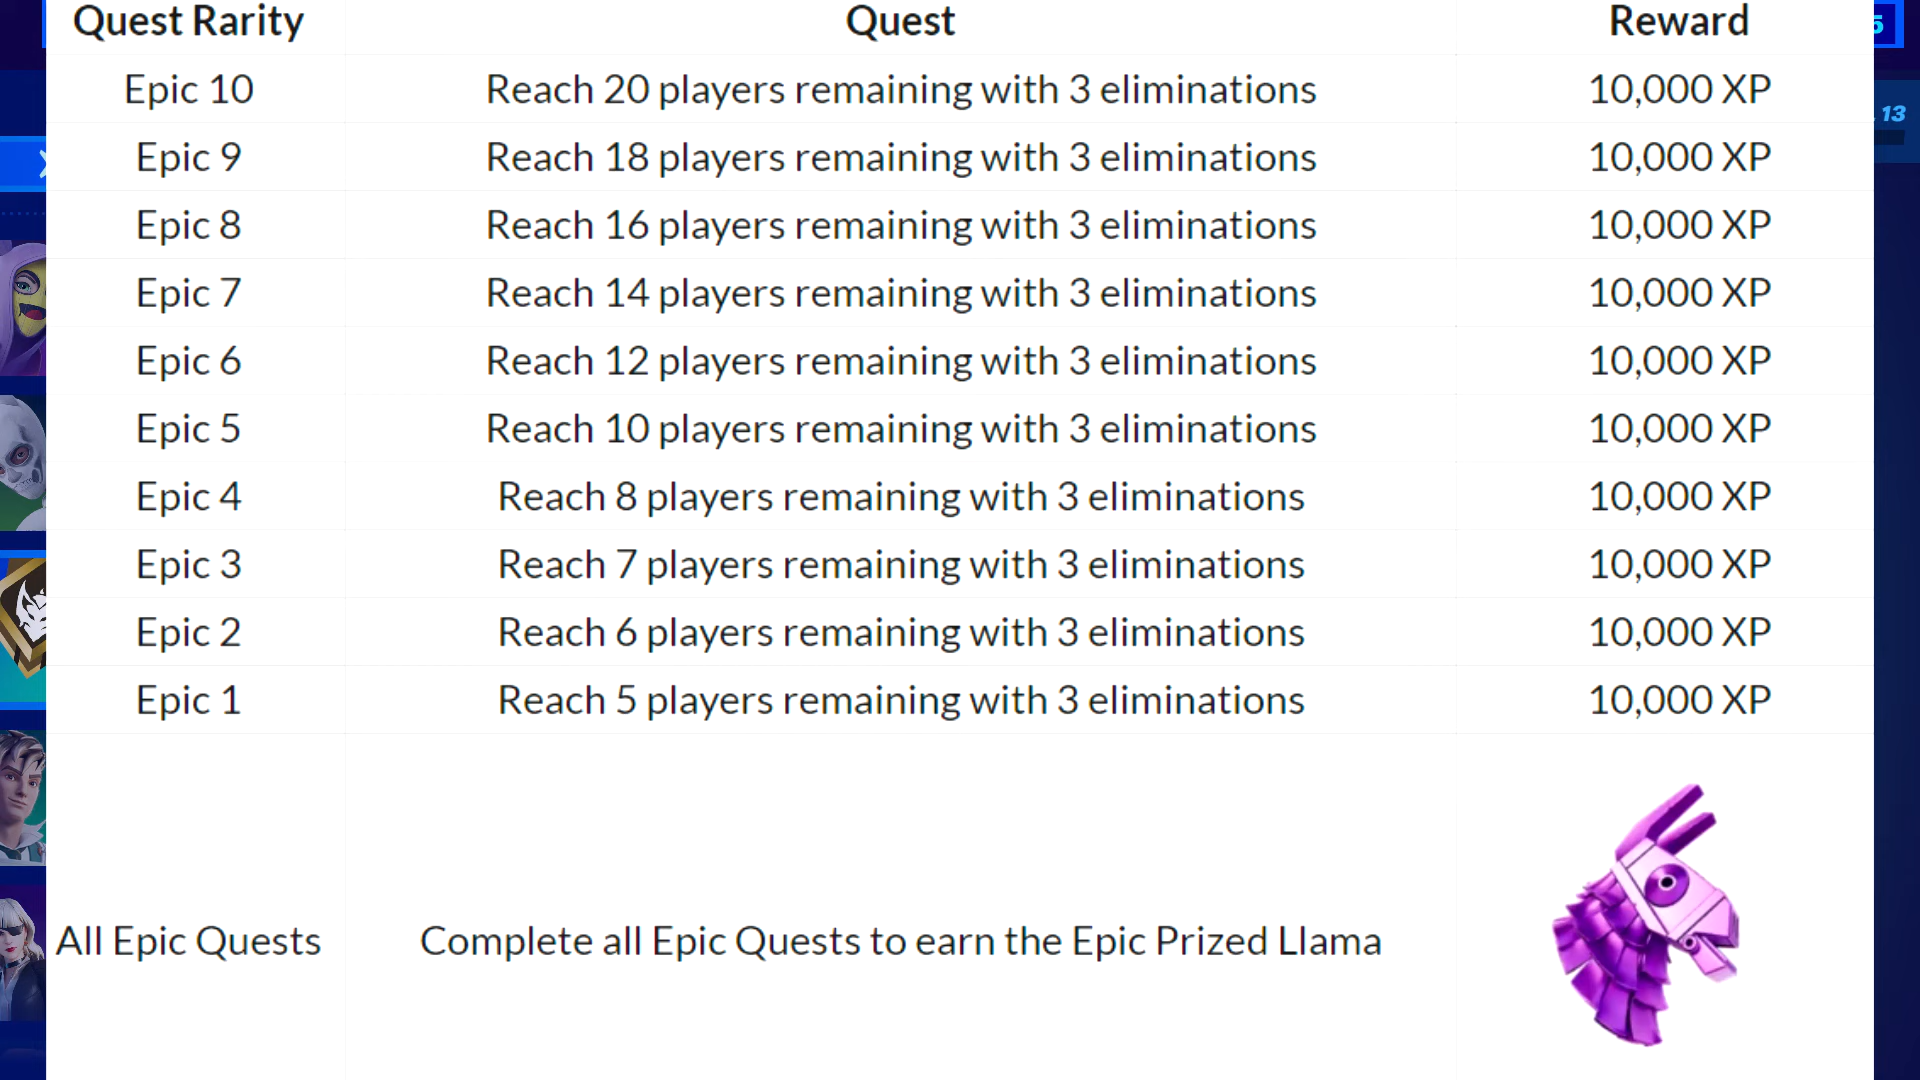 Quest Rarity Quest Reward
Epic 10 Reach 20 players remaining with 3 eliminations 10,000 XP
Epic 9 Reach 18 players remaining with 3 eliminations 10,000 XP
Epic 8 Reach 16 players remaining with 3 eliminations 10,000 XP
Epic 7 Reach 14 players remaining with 3 eliminations 10,000 XP
Epic 6 Reach 12 players remaining with 3 eliminations 10,000 XP
Epic 5 Reach 10 players remaining with 3 eliminations 10,000 XP
Epic 4 Reach 8 players remaining with 3 eliminations 10,000 XP
Epic 3 Reach 7 players remaining with 3 eliminations 10,000 XP
Epic 2 Reach 6 players remaining with 3 eliminations 10,000 XP
Epic 1 Reach 5 players remaining with 3 eliminations 10,000 XP
All Epic Quests Complete all Epic Quests to earn the Epic Prized Llama
13